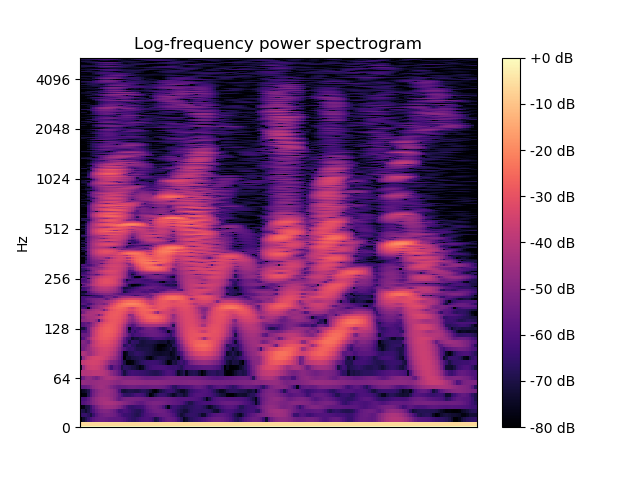 Log-frequency power spectrogram
Hz
4096
2048
1024
512
256
128
64
0
+0 dB
-10 dB
-20 dB
-30 dB
-40 dB
-50 dB
-60 dB
-70 dB
-80 dB